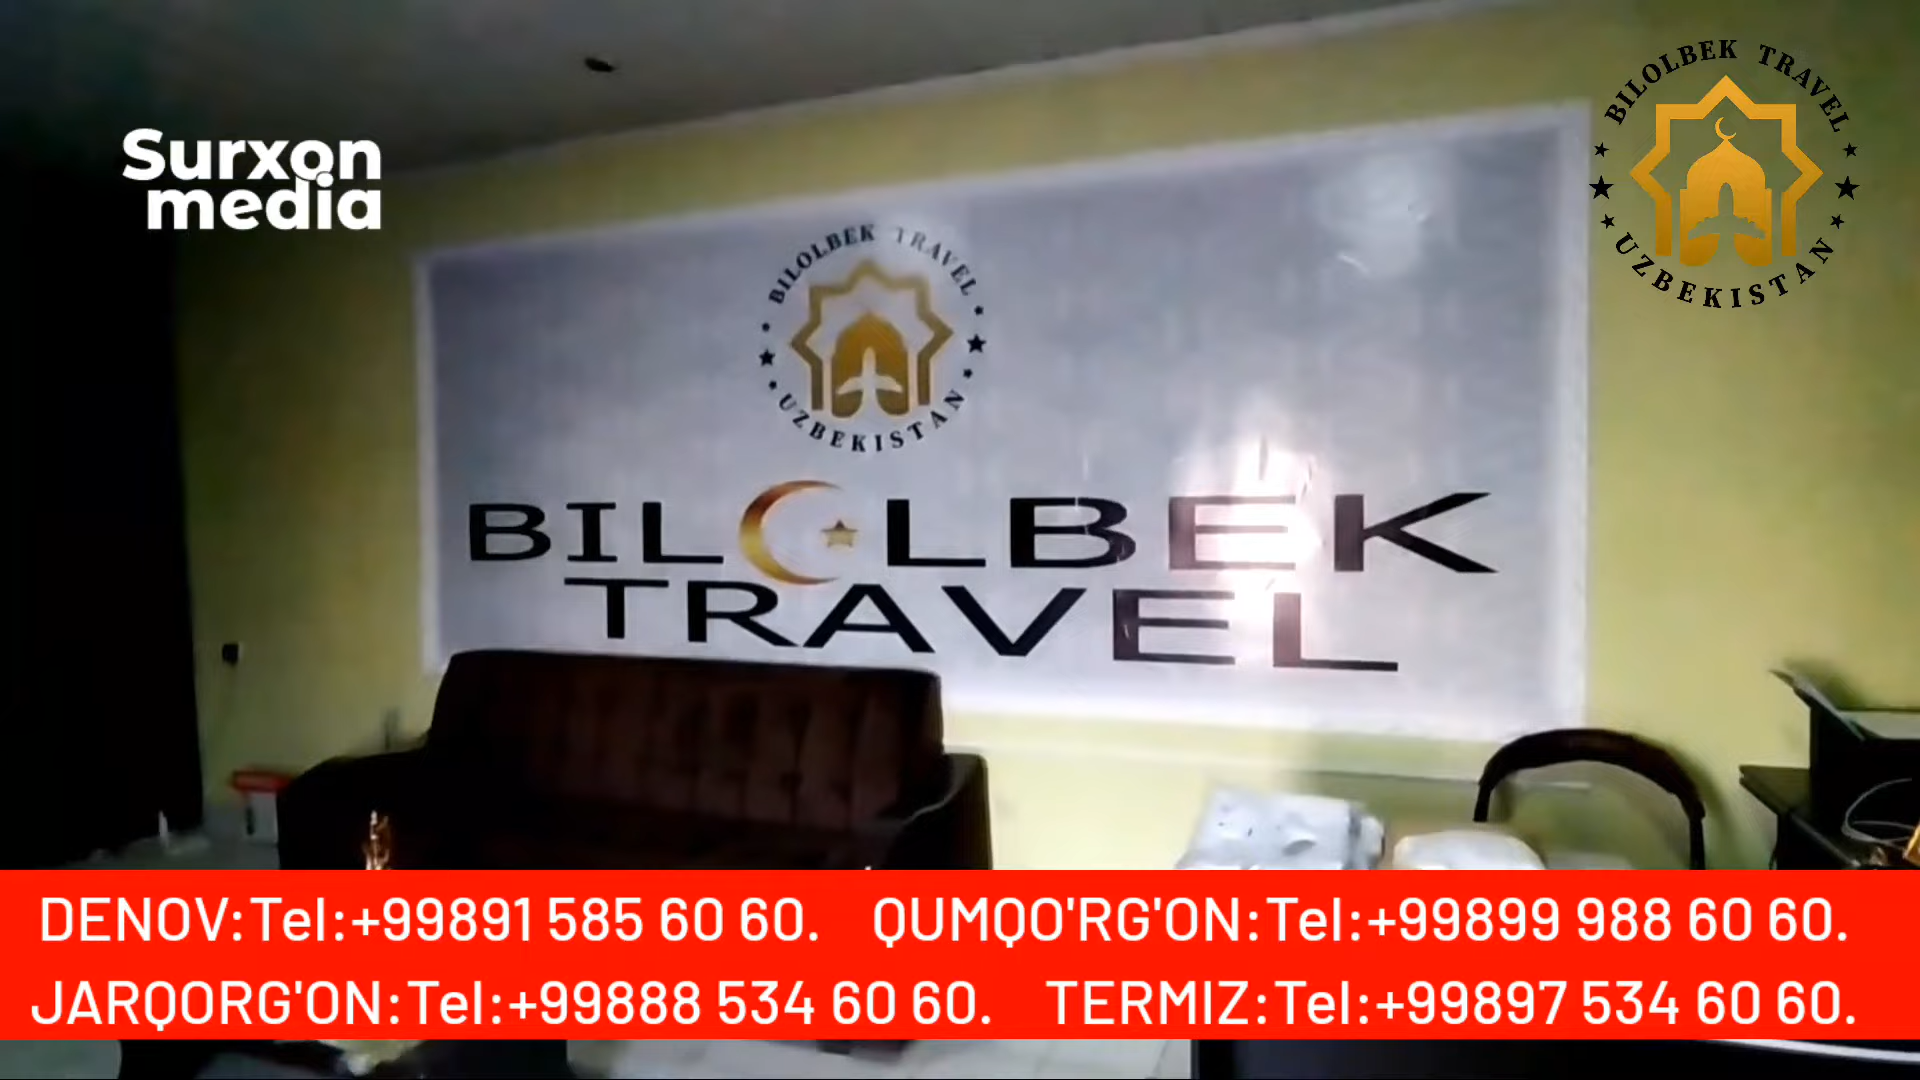 Surxon
media
BILOLBEK TRAVEL
UZBEKISTAN
BILOLBEK TRAVEL
UZBEKISTAN
BILOLBEK
TRAVEL
DENOV:Tel:+99891 585 60 60. QUMQO'RG'ON:Tel:+99899 988 60 60.
JARQORG'ON:Tel:+99888 534 60 60. TERMIZ:Tel:+99897 534 60 60.